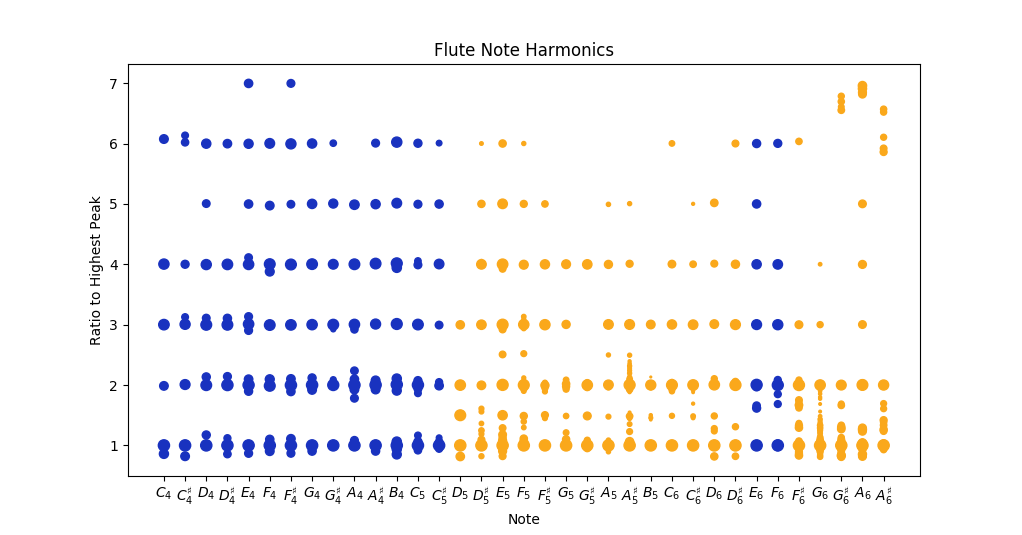 Flute Note Harmonics
Ratio to Highest Peak
7
6
5
4
3
2
1
C4 C♯4 D4 D♯4 E4 F4 F♯4 G4 G♯4 A4 A♯4 B4 C5 C♯5 D5 D♯5 E5 F5 F♯5 G5 G♯5 A5 A♯5 B5 C6 C♯6 D6 D♯6 E6 F6 F♯6 G6 G♯6 A6 A♯6
Note